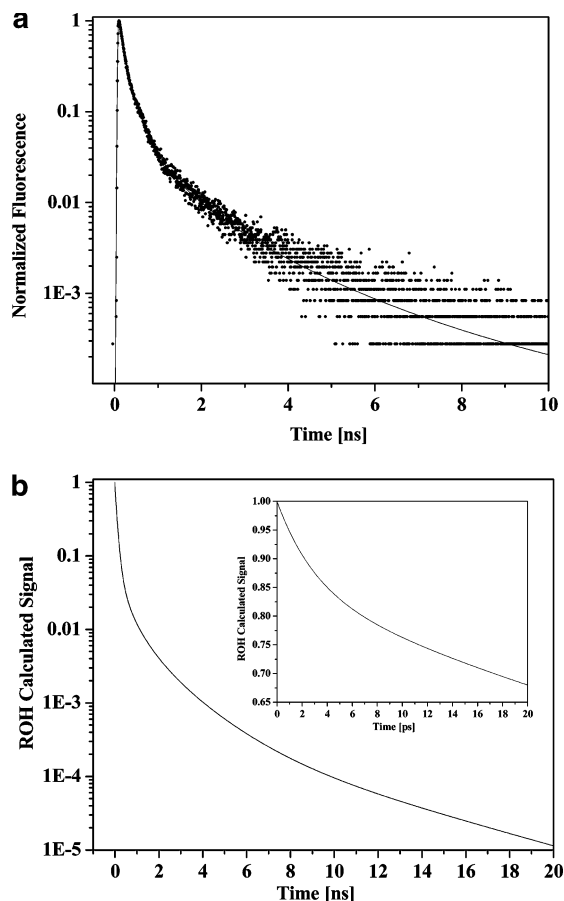 a
1
0.1
0.01
1E-3
Normalized Fluorescence
0 2 4 6 8 10
Time [ns]
b
1
0.1
0.01
1E-3
1E-4
1E-5
ROH Calculated Signal
0 2 4 6 8 10 12 14 16 18 20
Time [ns]
1.00
0.95
0.90
0.85
0.80
0.75
0.70
0.65
ROH Calculated Signal
0 2 4 6 8 10 12 14 16 18 20
Time [ps]